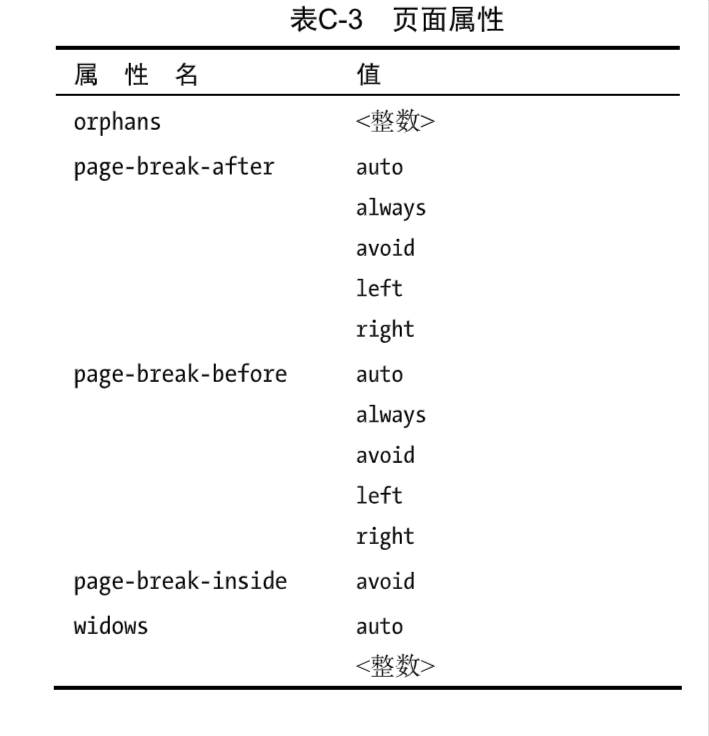 表C-3 页面属性
属 性 名 值
orphans <整数>
page-break-after auto
always
avoid
left
right
page-break-before auto
always
avoid
left
right
page-break-inside avoid
widows auto
<整数>